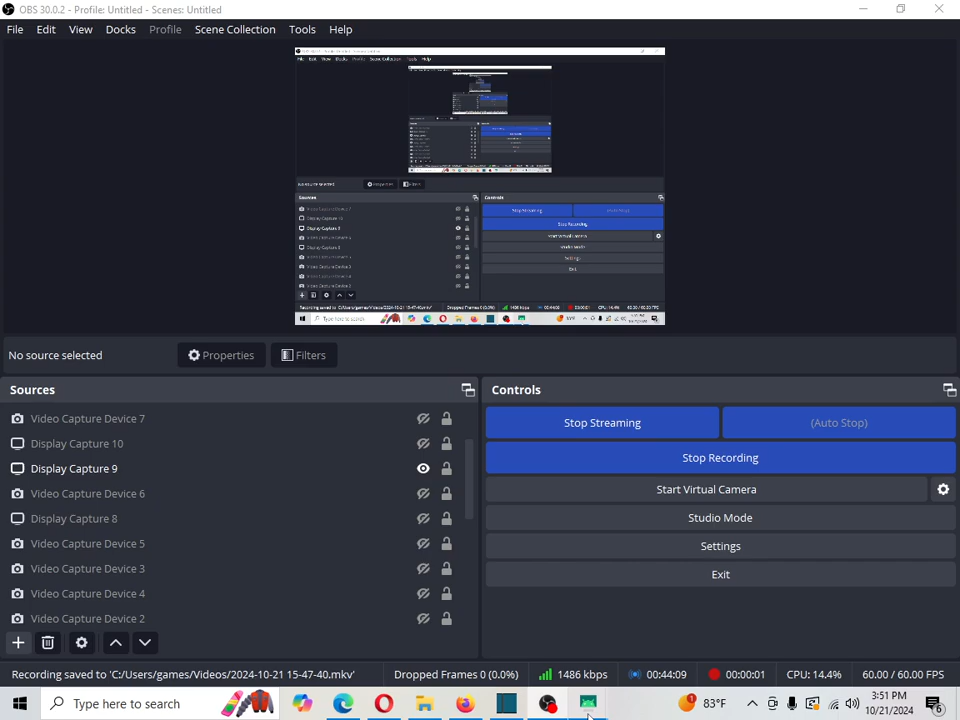 OBS 30.0.2 - Profile: Untitled - Scenes: Untitled
File Edit View Docks Profile Scene Collection Tools Help
No source selected Properties Filters
Sources
Controls
Video Capture Device 7
Display Capture 10
Display Capture 9
Video Capture Device 6
Display Capture 8
Video Capture Device 5
Video Capture Device 3
Video Capture Device 4
Video Capture Device 2
Stop Streaming (Auto Stop)
Stop Recording
Start Virtual Camera
Studio Mode
Settings
Exit
Recording saved to 'C:/Users/games/Videos/2024-10-21 15-47-40.mkv' Dropped Frames 0 (0.0%) 1486 kbps 00:44:09 00:00:01 CPU: 14.4% 60.00 / 60.00 FPS
Type here to search 83°F 3:51 PM
10/21/2024 6